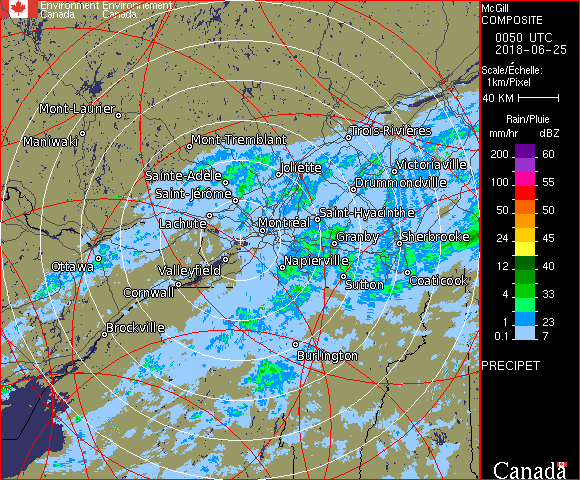 Environment Environnement
Canada Canada
Mont-Laurier
Maniwaki
Mont-Tremblant
Trois-Rivières
Joliette
Victoriaville
Sainte-Adèle
Drummondville
Saint-Jérôme
Saint-Hyacinthe
Lachute
Montréal
Granby
Sherbrooke
Ottawa
Valleyfield
Napierville
Sutton
Coaticook
Cornwall
Brockville
Burlington
McGill
COMPOSITE
0050 UTC
2018-06-25
Scale/Échelle:
1km/Pixel
40 KM
Rain/Pluie
mm/hr dBZ
200 60
100 55
50 50
24 45
12 40
4 33
1 23
0.1 7
PRECIPET
Canada